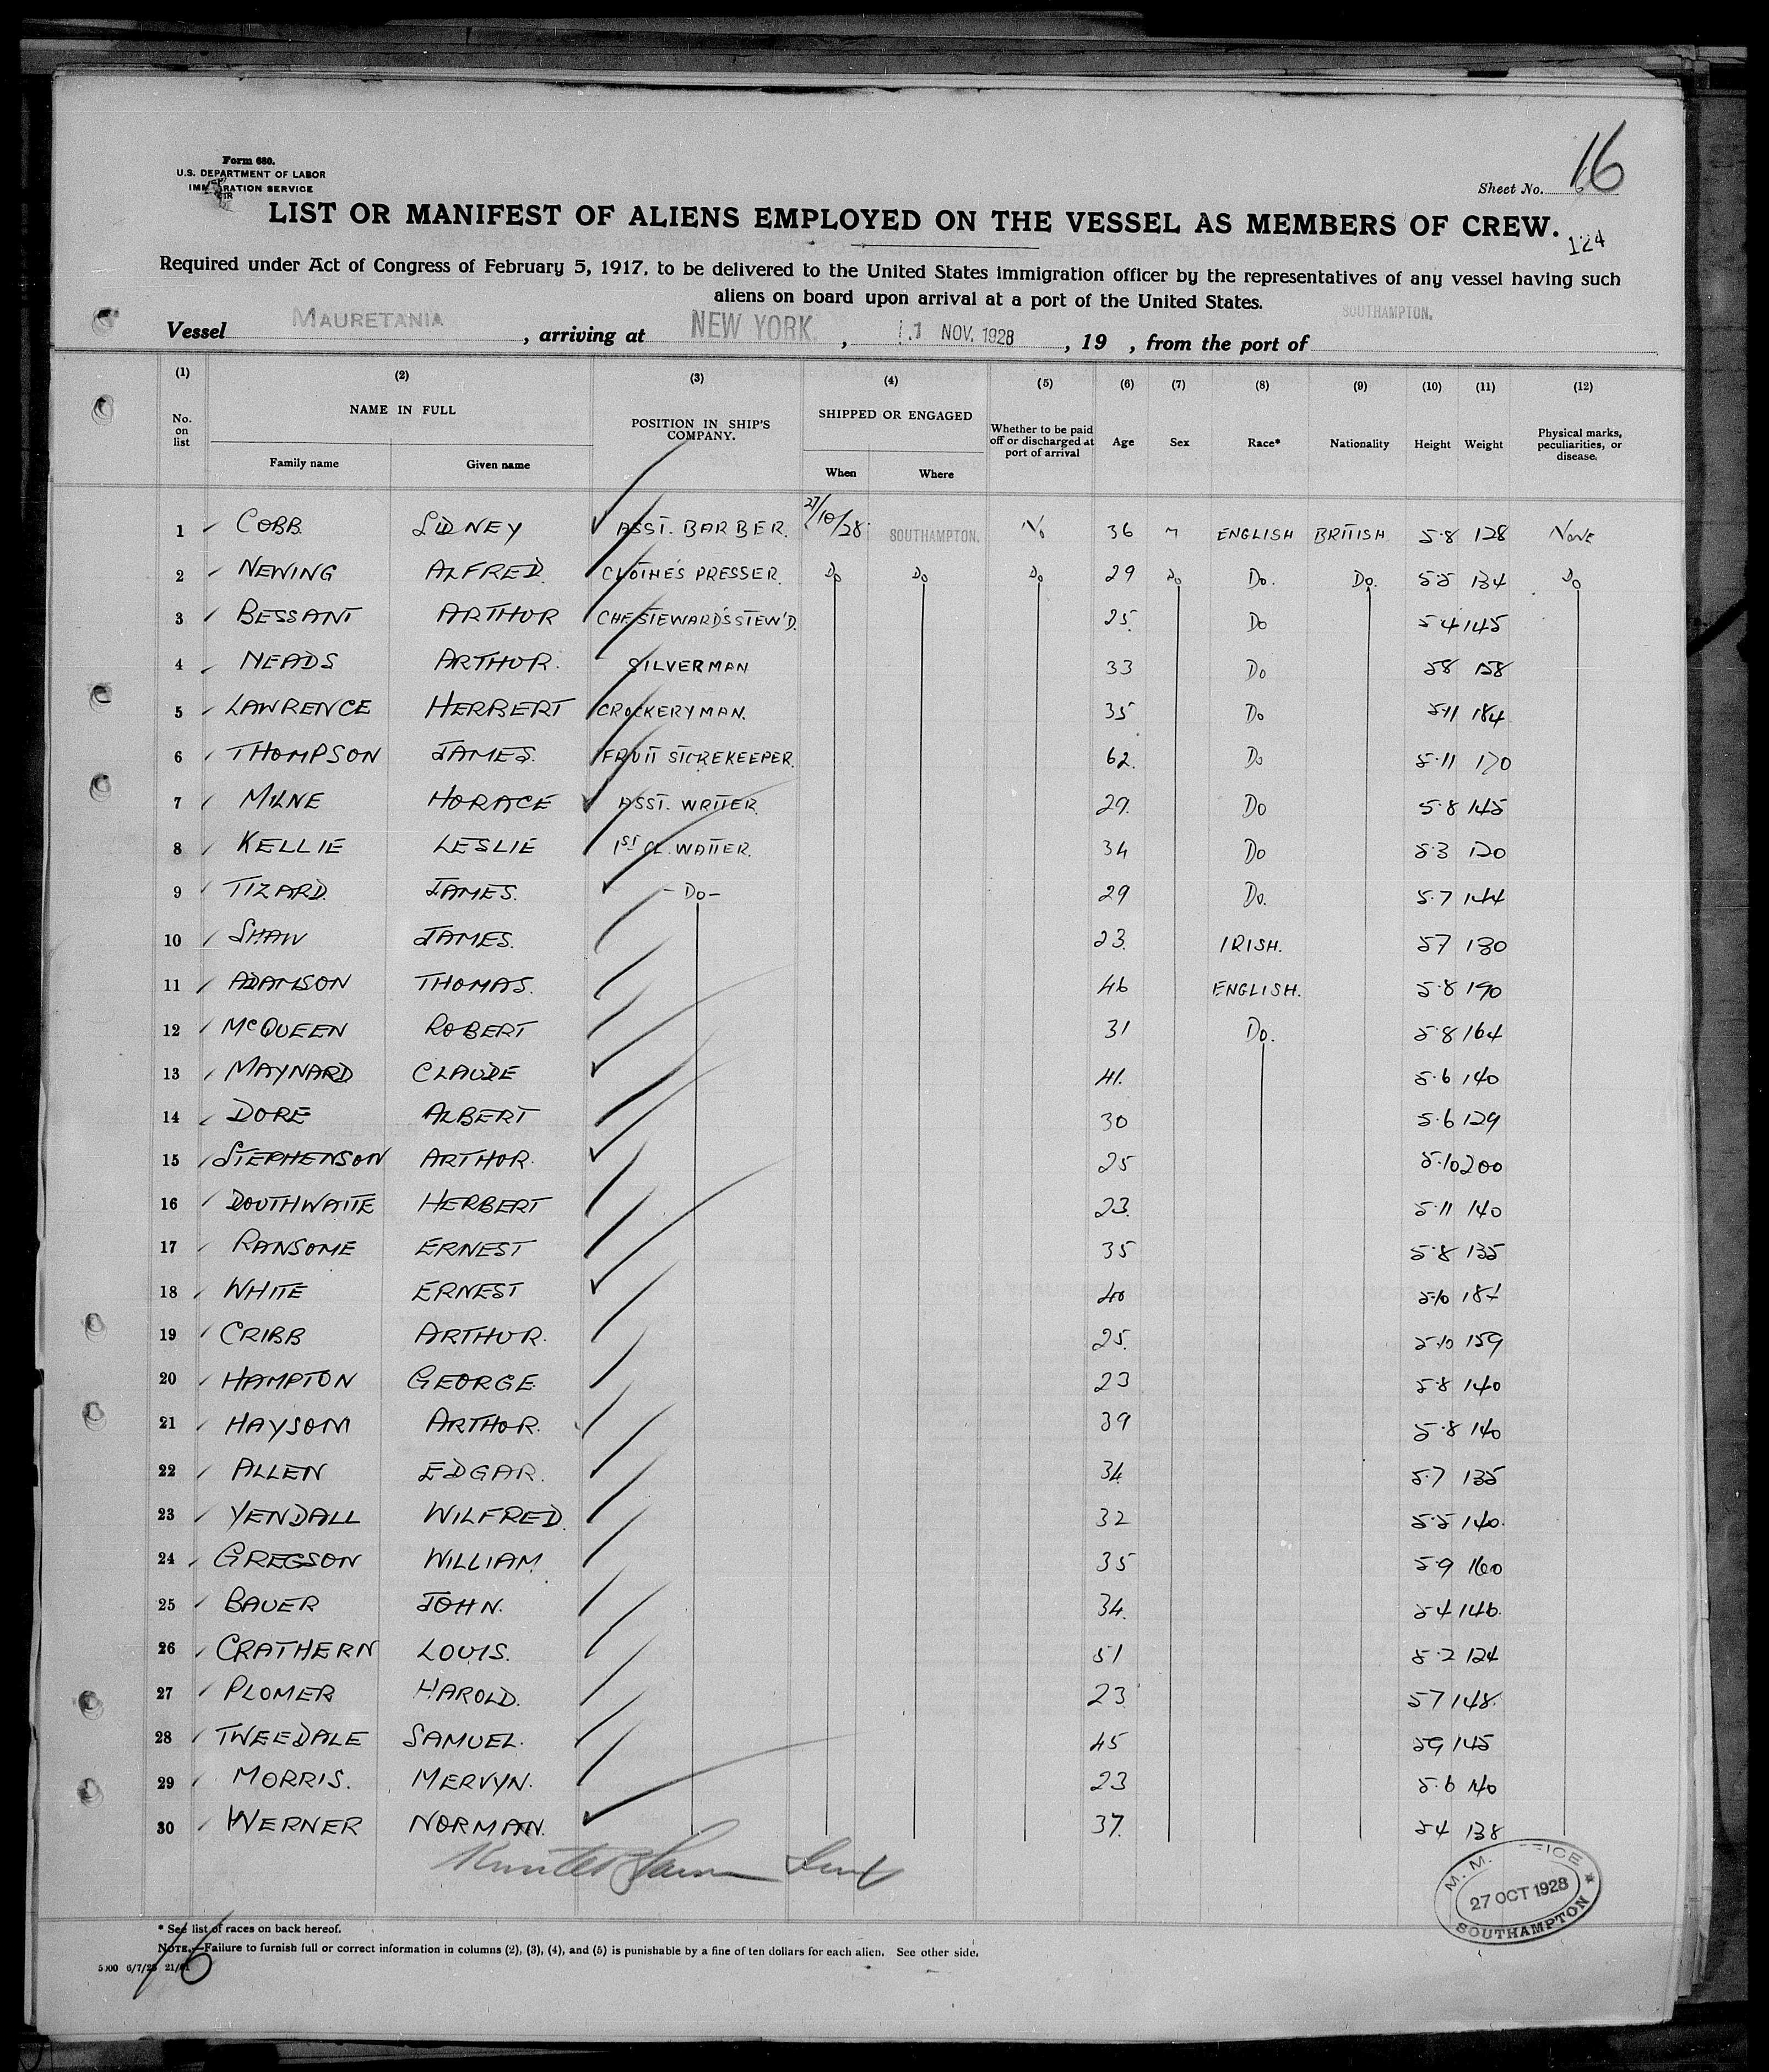 Form 689.
U.S. DEPARTMENT OF LABOR
IMMIGRATION SERVICE
16
Sheet No.
LIST OR MANIFEST OF ALIENS EMPLOYED ON THE VESSEL AS MEMBERS OF CREW.
124
Required under Act of Congress of February 5, 1917, to be delivered to the United States immigration officer by the representatives of any vessel having such
aliens on board upon arrival at a port of the United States.
Vessel MAURETANIA, arriving at NEW YORK, 1 NOV. 1928, 19 , from the port of SOUTHAMPTON.
(1) (2) (3) (4) (5) (6) (7) (8) (9) (10) (11) (12)
No. on list NAME IN FULL POSITION IN SHIP'S COMPANY. SHIPPED OR ENGAGED Whether to be paid off or discharged at port of arrival Age Sex Race* Nationality Height Weight Physical marks, peculiarities, or disease.
Family name Given name When Where
1 COBB. SIDNEY ASST. BARBER. 27/10/28 SOUTHAMPTON. No 36 M ENGLISH BRITISH 5.8 128 NONE
2 NEWING ALFRED. CLOTHE'S PRESSER. Do Do Do 29 Do Do. Do. 5.5 134 Do
3 BESSANT ARTHUR CHF STEWARD'S STEW'D. 25. Do 5 4 145
4 NEADS ARTHUR. SILVERMAN 33 Do 58 158
5 LAWRENCE HERBERT CROCKERYMAN. 35 Do 5.11 184
6 THOMPSON JAMES. FRUIT STOREKEEPER. 62. Do 5.11 170
7 MILNE HORACE ASST. WRITER. 29. Do 5.8 145
8 KELLIE LESLIE 1ST CL. WAITER. 34 Do 5.3 120
9 TIZARD. JAMES. -Do- 29 Do. 5.7 144
10 SHAW JAMES. 23. IRISH. 57 130
11 ADAMSON THOMAS. 46 ENGLISH. 5.8 190
12 McQUEEN ROBERT 31 Do. 5.8 164
13 MAYNARD CLAUDE 41. 5.6 140
14 DORE ALBERT 30 5.6 129
15 STEPHENSON ARTHUR. 25 5.10 200
16 DOUTHWAITE HERBERT 23. 5.11 140
17 RANSOME ERNEST 35 5.8 135
18 WHITE ERNEST 40 5.10
19 CRIBB ARTHUR. 25. 5.10 159
20 HAMPTON GEORGE. 23 5.8 140
21 HAYSOM ARTHUR. 39 5.8 140
22 ALLEN EDGAR. 34 5.7 135
23 YENDALL WILFRED. 32 5.5 140.
24 GREGSON WILLIAM. 35 5.9 160
25 BAUER JOHN. 34. 5 4 146.
26 CRATHERN LOUIS. 51 5.2 124
27 PLOMER HAROLD. 23 57 148.
28 TWEEDALE SAMUEL. 45 59 145
29 MORRIS. MERVYN. 23 5.6 140
30 WERNER NORMAN. 37. 54 138
M. M. OFFICE
27 OCT 1928
SOUTHAMPTON
* See list of races on back hereof.
NOTE.—Failure to furnish full or correct information in columns (2), (3), (4), and (5) is punishable by a fine of ten dollars for each alien. See other side.
76